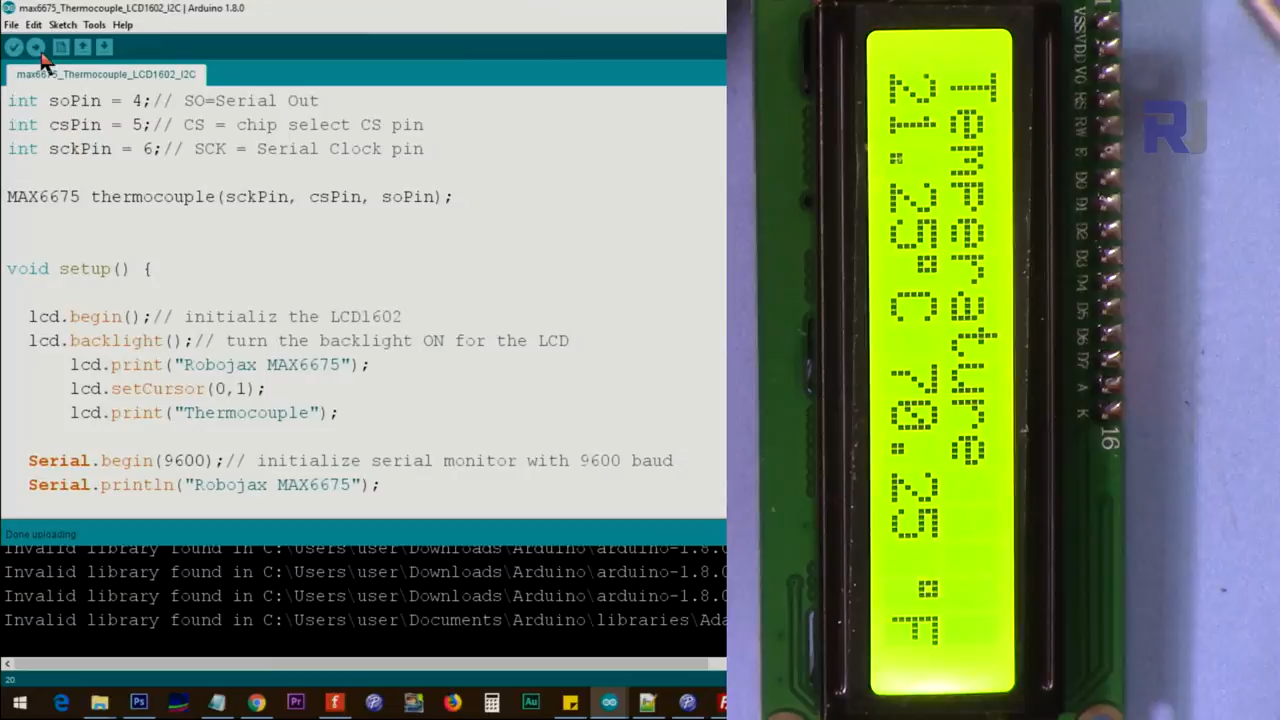 max6675_Thermocouple_LCD1602_I2C | Arduino 1.8.0
File Edit Sketch Tools Help
max6675_Thermocouple_LCD1602_I2C
int soPin = 4;// SO=Serial Out
int csPin = 5;// CS = chip select CS pin
int sckPin = 6;// SCK = Serial Clock pin
MAX6675 thermocouple(sckPin, csPin, soPin);
void setup() {
lcd.begin();// initializ the LCD1602
lcd.backlight();// turn the backlight ON for the LCD
lcd.print("Robojax MAX6675");
lcd.setCursor(0,1);
lcd.print("Thermocouple");
Serial.begin(9600);// initialize serial monitor with 9600 baud
Serial.println("Robojax MAX6675");
Done uploading.
Invalid library found in C:\Users\user\Downloads\Arduino\arduino-1.8.0
Invalid library found in C:\Users\user\Downloads\Arduino\arduino-1.8.0
Invalid library found in C:\Users\user\Downloads\Arduino\arduino-1.8.0
Invalid library found in C:\Users\user\Documents\Arduino\libraries\Ada
20
Temperature
21.25°C 70.25 °F
VSS VDD V0 RS RW E D0 D1 D2 D3 D4 D5 D6 D7 A K
16
RJ